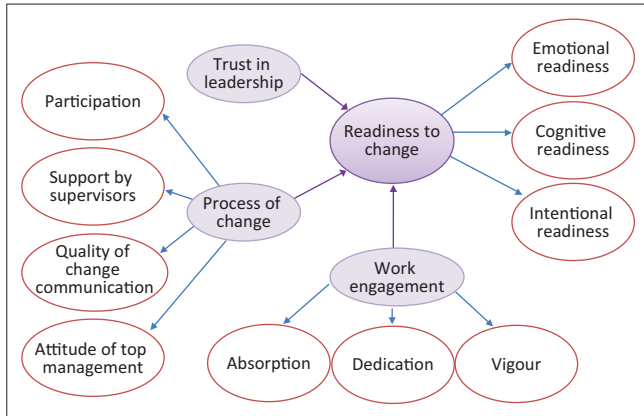 Trust in
leadership
Emotional
readiness
Participation
Readiness to
change
Cognitive
readiness
Support by
supervisors
Process of
change
Intentional
readiness
Quality of
change
communication
Work
engagement
Attitude of top
management
Absorption
Dedication
Vigour